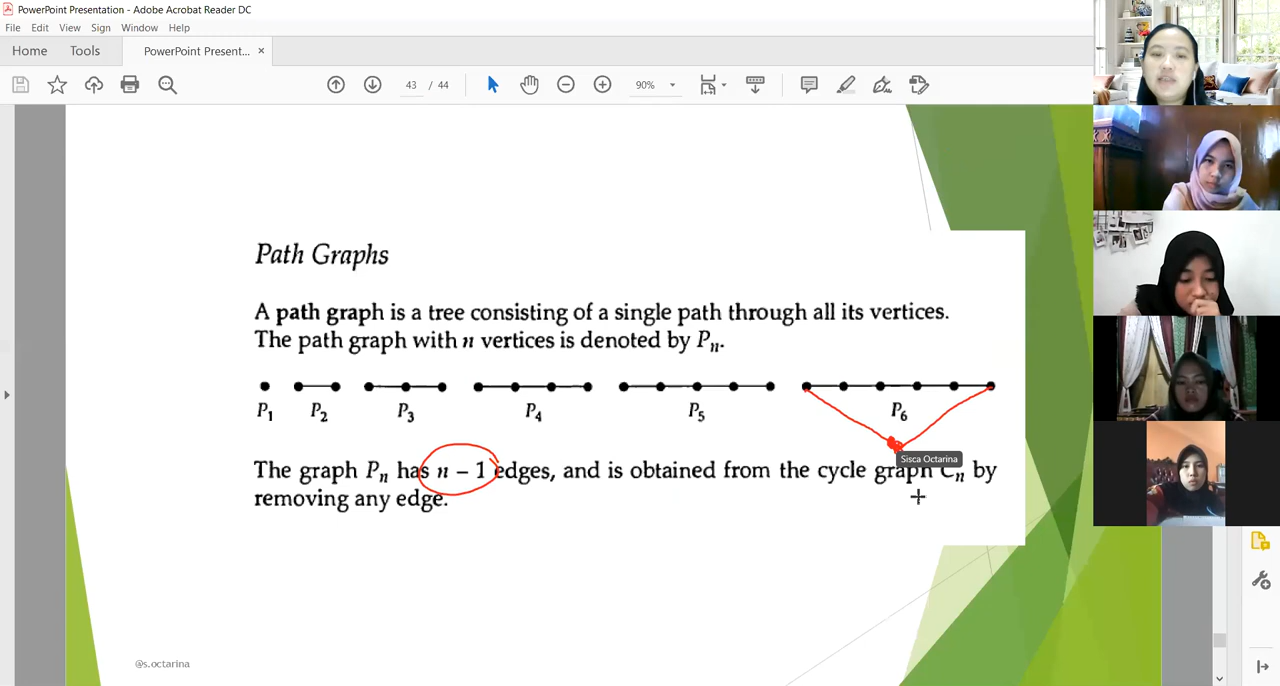 PowerPoint Presentation - Adobe Acrobat Reader DC
File Edit View Sign Window Help
Home Tools PowerPoint Present... ×
43 / 44 90%
Path Graphs
A path graph is a tree consisting of a single path through all its vertices.
The path graph with n vertices is denoted by Pn.
P1 P2 P3 P4 P5 P6
Sisca Octarina
The graph Pn has n – 1 edges, and is obtained from the cycle graph Cn by
removing any edge.
@s.octarina